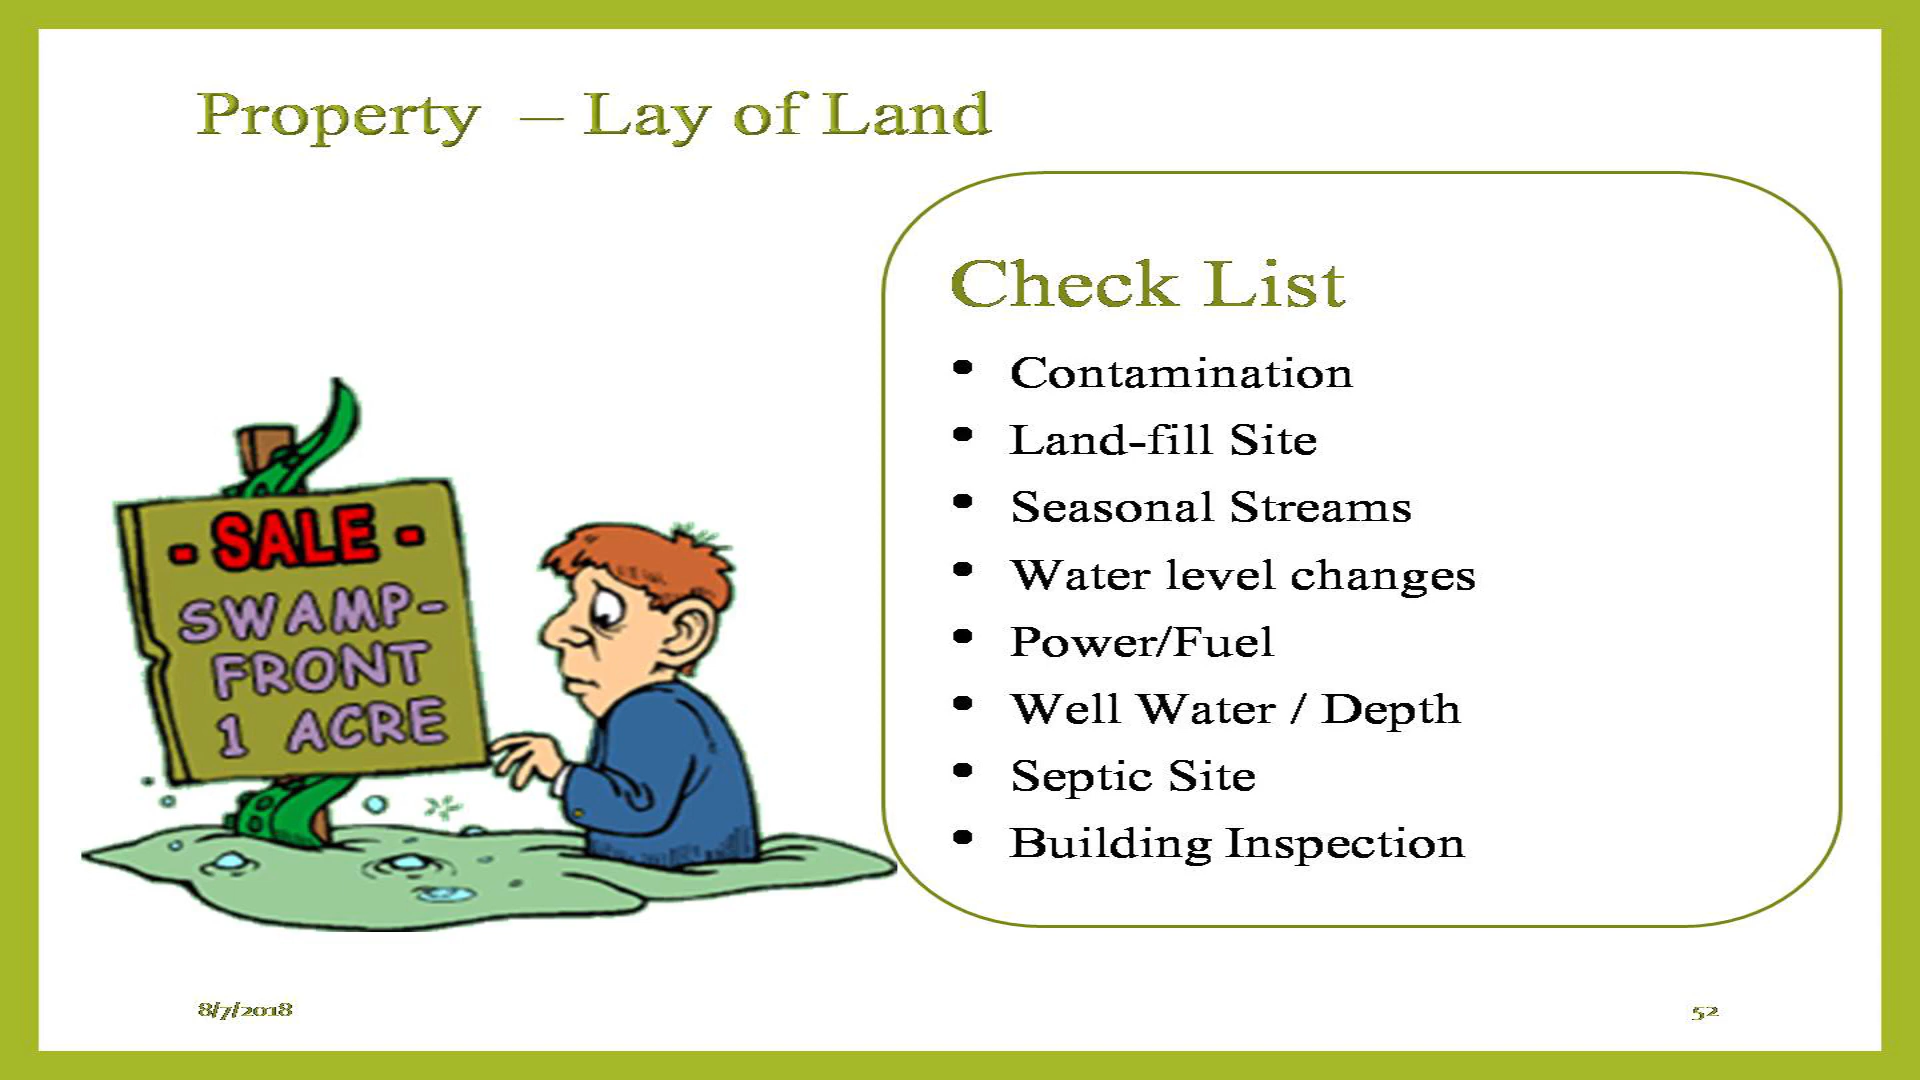 Property – Lay of Land
- SALE -
SWAMP-
FRONT
1 ACRE
Check List
• Contamination
• Land-fill Site
• Seasonal Streams
• Water level changes
• Power/Fuel
• Well Water / Depth
• Septic Site
• Building Inspection
8/7/2018
52